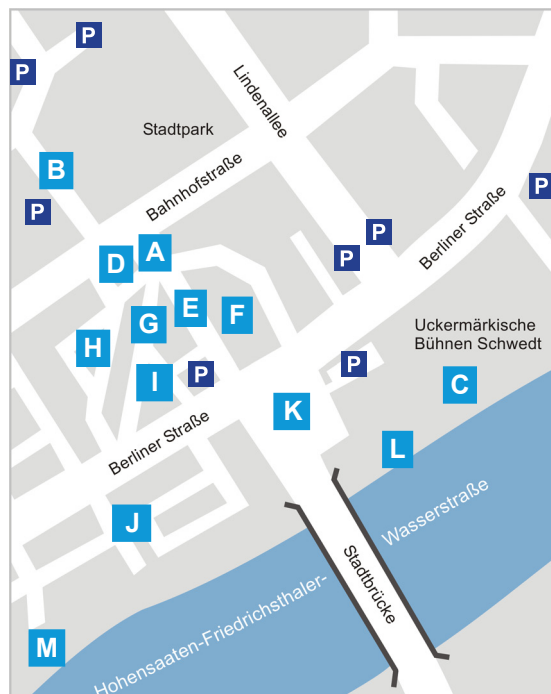 P
P
Lindenallee
Stadtpark
B
Bahnhofstraße
P
P
Berliner Straße
P
P
A
D
E
F
G
H
Uckermärkische
Bühnen Schwedt
P
P
I
C
K
Berliner Straße
L
J
Wasserstraße
Stadtbrücke
Hohensaaten-Friedrichsthaler-
M